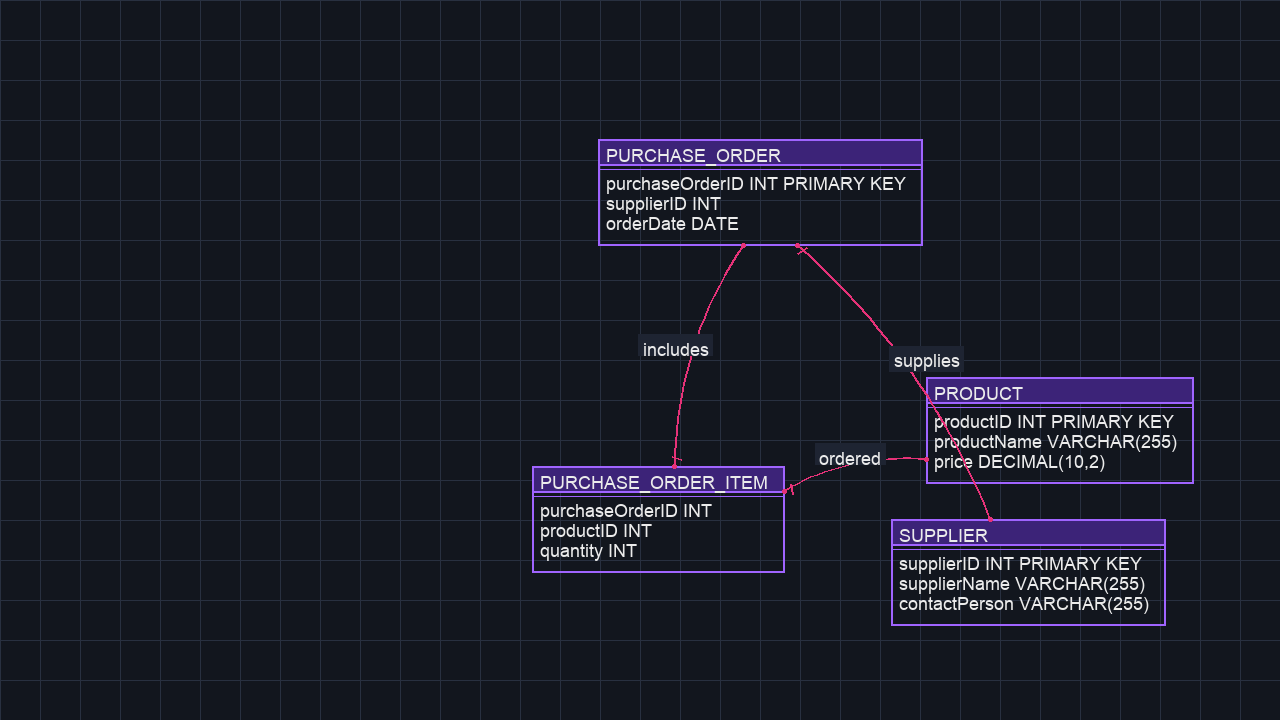 PURCHASE_ORDER
purchaseOrderID INT PRIMARY KEY
supplierID INT
orderDate DATE
includes
supplies
PRODUCT
productID INT PRIMARY KEY
productName VARCHAR(255)
price DECIMAL(10,2)
ordered
PURCHASE_ORDER_ITEM
purchaseOrderID INT
productID INT
quantity INT
SUPPLIER
supplierID INT PRIMARY KEY
supplierName VARCHAR(255)
contactPerson VARCHAR(255)